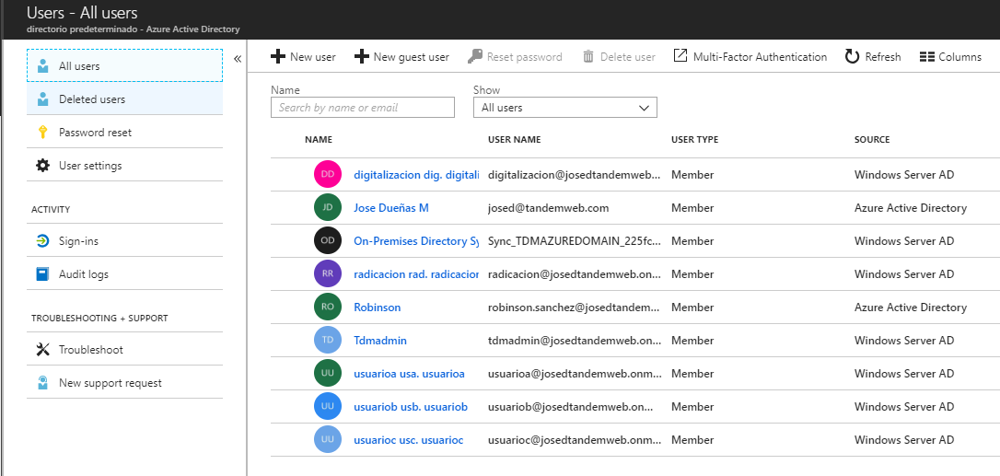 Users - All users
directorio predeterminado - Azure Active Directory
All users
Deleted users
Password reset
User settings
ACTIVITY
Sign-ins
Audit logs
TROUBLESHOOTING + SUPPORT
Troubleshoot
New support request
«
New user New guest user Reset password Delete user Multi-Factor Authentication Refresh Columns
Name Show
Search by name or email All users
NAME USER NAME USER TYPE SOURCE
DD digitalizacion dig. digitali digitalizacion@josedtandemweb... Member Windows Server AD
JD Jose Dueñas M josed@tandemweb.com Member Azure Active Directory
OD On-Premises Directory Sy Sync_TDMAZUREDOMAIN_225fc... Member Windows Server AD
RR radicacion rad. radicacion radicacion@josedtandemweb.on... Member Windows Server AD
RO Robinson robinson.sanchez@josedtandem... Member Azure Active Directory
TD Tdmadmin tdmadmin@josedtandemweb.on... Member Windows Server AD
UU usuarioa usa. usuarioa usuarioa@josedtandemweb.onm... Member Windows Server AD
UU usuariob usb. usuariob usuariob@josedtandemweb.on... Member Windows Server AD
UU usuarioc usc. usuarioc usuarioc@josedtandemweb.onm... Member Windows Server AD